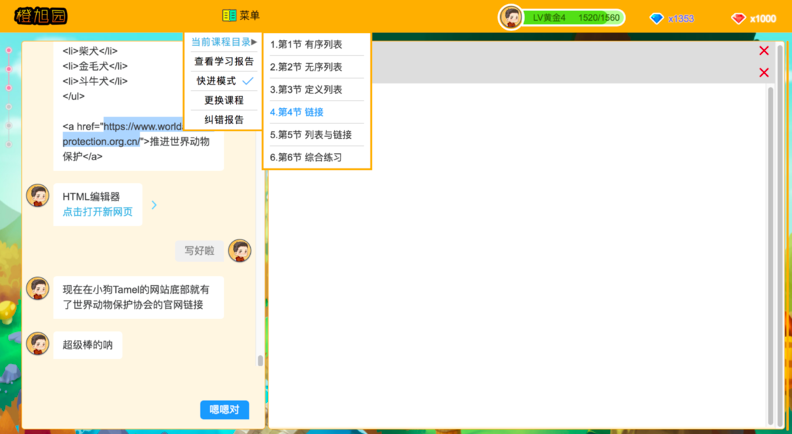 橙旭园
菜单
LV黄金4 1520/1560
x1353
x1000
当前课程目录▶
查看学习报告
快进模式
更换课程
纠错报告
1.第1节 有序列表
2.第2节 无序列表
3.第3节 定义列表
4.第4节 链接
5.第5节 列表与链接
6.第6节 综合练习
<li>柴犬</li>
<li>金毛犬</li>
<li>斗牛犬</li>
</ul>
<a href="https://www.world
protection.org.cn/">推进世界动物
保护</a>
HTML编辑器
点击打开新网页
写好啦
现在在小狗Tamel的网站底部就有
了世界动物保护协会的官网链接
超级棒的呐
嗯嗯对